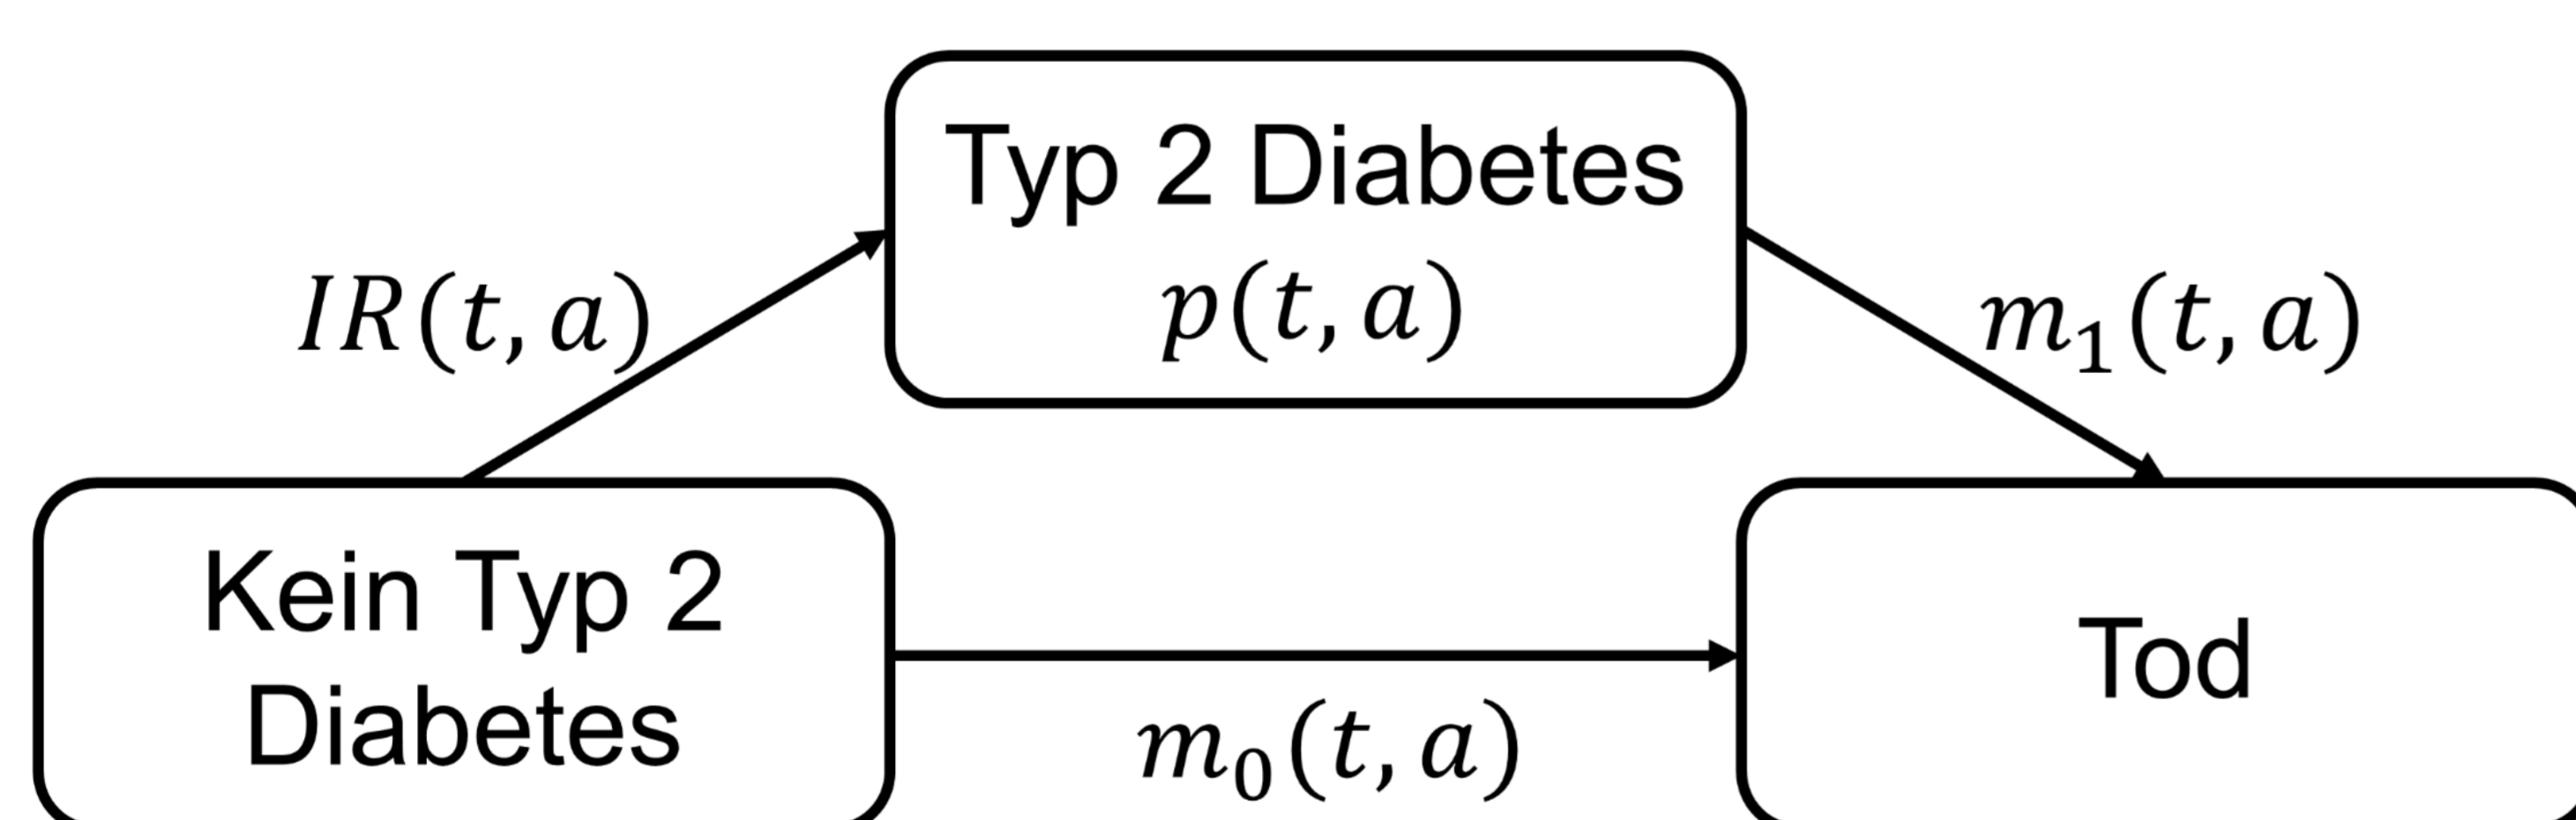 Typ 2 Diabetes
p(t, a)
IR(t, a)
m₁(t, a)
Kein Typ 2
Diabetes
Tod
m₀(t, a)